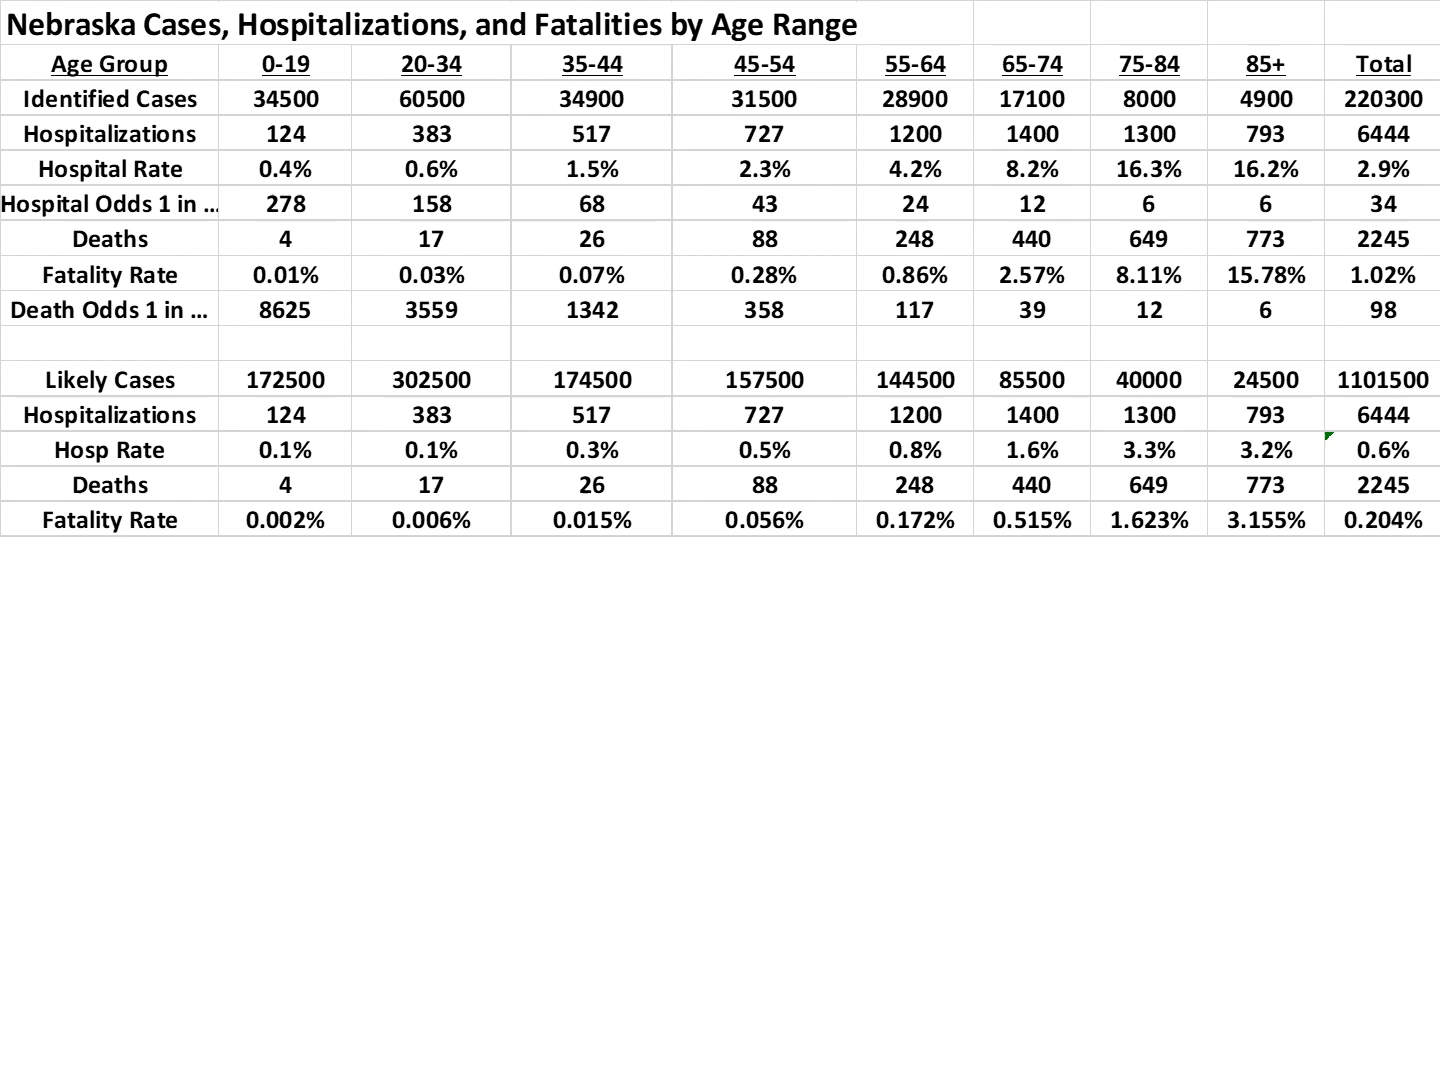 Nebraska Cases, Hospitalizations, and Fatalities by Age Range
Age Group 0-19 20-34 35-44 45-54 55-64 65-74 75-84 85+ Total
Identified Cases 34500 60500 34900 31500 28900 17100 8000 4900 220300
Hospitalizations 124 383 517 727 1200 1400 1300 793 6444
Hospital Rate 0.4% 0.6% 1.5% 2.3% 4.2% 8.2% 16.3% 16.2% 2.9%
Hospital Odds 1 in ... 278 158 68 43 24 12 6 6 34
Deaths 4 17 26 88 248 440 649 773 2245
Fatality Rate 0.01% 0.03% 0.07% 0.28% 0.86% 2.57% 8.11% 15.78% 1.02%
Death Odds 1 in ... 8625 3559 1342 358 117 39 12 6 98
Likely Cases 172500 302500 174500 157500 144500 85500 40000 24500 1101500
Hospitalizations 124 383 517 727 1200 1400 1300 793 6444
Hosp Rate 0.1% 0.1% 0.3% 0.5% 0.8% 1.6% 3.3% 3.2% 0.6%
Deaths 4 17 26 88 248 440 649 773 2245
Fatality Rate 0.002% 0.006% 0.015% 0.056% 0.172% 0.515% 1.623% 3.155% 0.204%